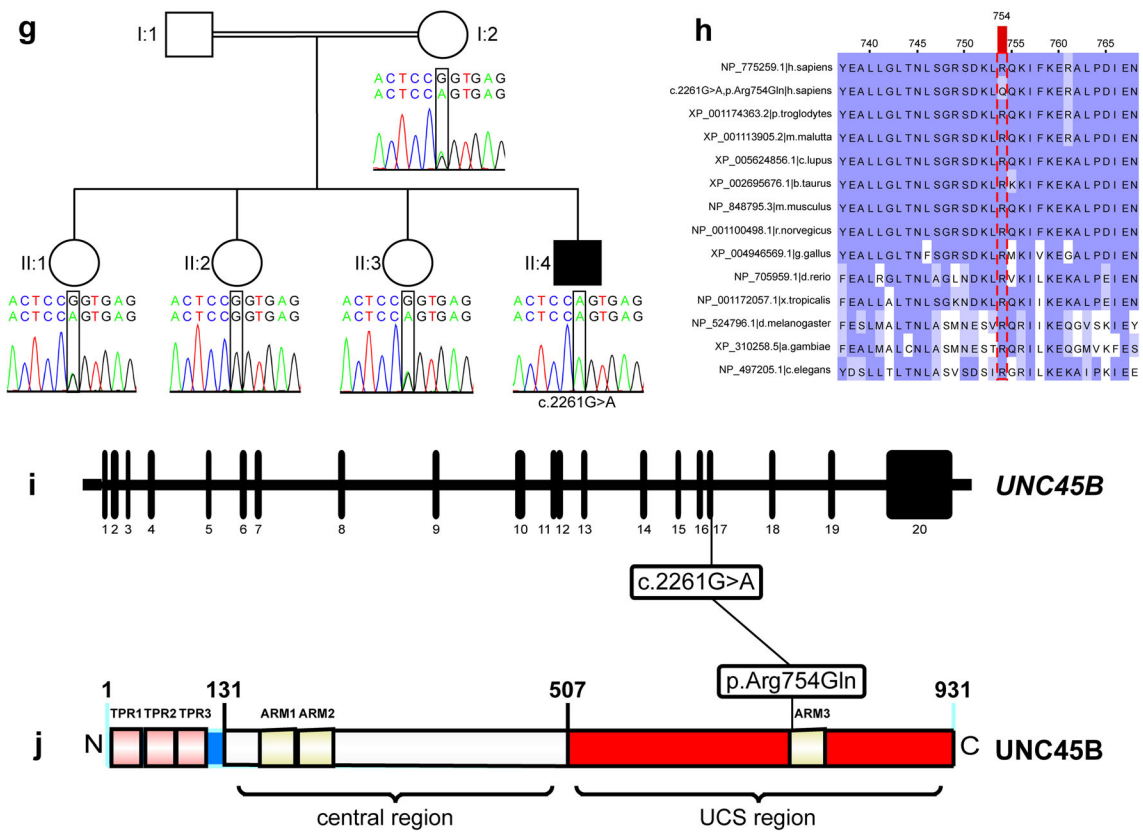 g
I:1
I:2
ACTCCGGTGAG
ACTCCAGTGAG
II:1
II:2
II:3
II:4
ACTCCGGTGAG
ACTCCAGTGAG
ACTCCGGTGAG
ACTCCGGTGAG
ACTCCGGTGAG
ACTCCAGTGAG
ACTCCAGTGAG
ACTCCAGTGAG
c.2261G>A
h
754
740 745 750 755 760 765
NP_775259.1|h.sapiens YEALLGLTNLSGRSDKLRQKIFKERALPDIEN
c.2261G>A,p.Arg754Gln|h.sapiens YEALLGLTNLSGRSDKLQQKIFKERALPDIEN
XP_001174363.2|p.troglodytes YEALLGLTNLSGRSDKLRQKIFKERALPDIEN
XP_001113905.2|m.malutta YEALLGLTNLSGRSDKLRQKIFKERALPDIEN
XP_005624856.1|c.lupus YEALLGLTNLSGRSDKLRQKIFKEKALPDIEN
XP_002695676.1|b.taurus YEALLGLTNLSGRSDKLRKKIFKEKALPDIEN
NP_848795.3|m.musculus YEALLGLTNLSGRSDKLRQKIFKEKALPDIEN
NP_001100498.1|r.norvegicus YEALLGLTNLSGRSDKLRQKIFKEKALPDIEN
XP_004946569.1|g.gallus YEALLGLTNFSGRSDKLRMKIVKEGALPDIEN
NP_705959.1|d.rerio FEALRGLTNLAGLNDKLRVKILKEKALPEIEN
NP_001172057.1|x.tropicalis FEALLALTNLSGKNDKLRQKIIKEKALPEIEN
NP_524796.1|d.melanogaster FESLMALTNLASMNESVRQRIIKEQGVSKIEY
XP_310258.5|a.gambiae FEALMALCNLASMNESTRQRILKEQGMVKFES
NP_497205.1|c.elegans YDSLLTLTNLASVSDSIRGRILKEKAIPKIEE
i
UNC45B
1 2 3 4 5 6 7 8 9 10 11 12 13 14 15 16 17 18 19 20
c.2261G>A
p.Arg754Gln
1 131 507 931
TPR1 TPR2 TPR3 ARM1 ARM2 ARM3
j
N
C
UNC45B
central region
UCS region